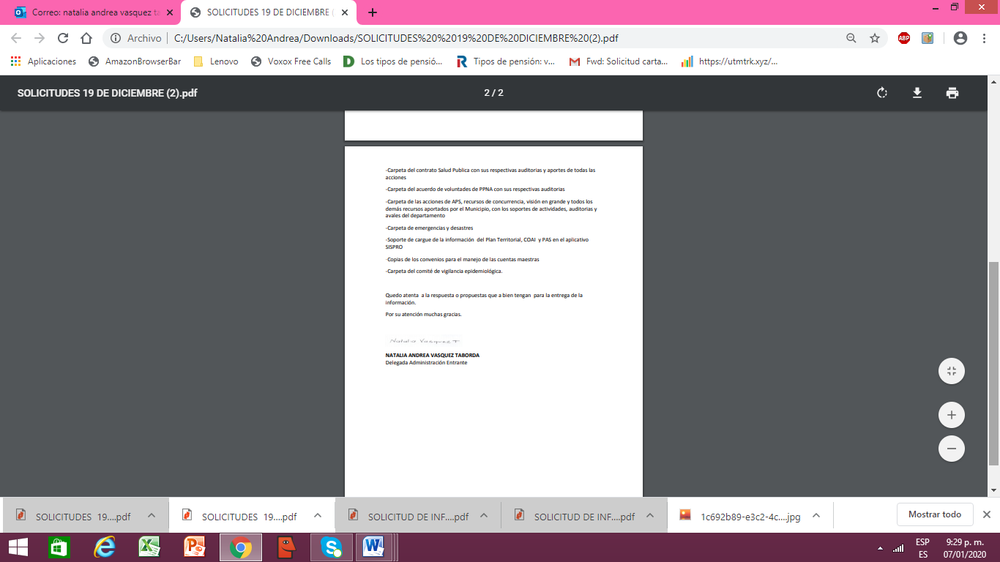 Correo: natalia andrea vasquez ta
SOLICITUDES 19 DE DICIEMBRE (
Archivo
C:/Users/Natalia%20Andrea/Downloads/SOLICITUDES%20%2019%20DE%20DICIEMBRE%20(2).pdf
ABP
Aplicaciones
AmazonBrowserBar
Lenovo
Voxox Free Calls
Los tipos de pensió...
Tipos de pensión: v...
Fwd: Solicitud carta...
https://utmtrk.xyz/...
SOLICITUDES 19 DE DICIEMBRE (2).pdf
2 / 2
-Carpeta del contrato Salud Publica con sus respectivas auditorias y aportes de todas las
acciones
-Carpeta del acuerdo de voluntades de PPNA con sus respectivas auditorias
-Carpeta de las acciones de APS, recursos de concurrencia, visión en grande y todos los
demás recursos aportados por el Municipio, con los soportes de actividades, auditorias y
avales del departamento
-Carpeta de emergencias y desastres
-Soporte de cargue de la información  del Plan Territorial, COAI  y PAS en el aplicativo
SISPRO
-Copias de los convenios para el manejo de las cuentas maestras
-Carpeta del comité de vigilancia epidemiológica.
Quedo atenta  a la respuesta o propuestas que a bien tengan  para la entrega de la
información.
Por su atención muchas gracias.
Natalia Vasquez T
NATALIA ANDREA VASQUEZ TABORDA
Delegada Administración Entrante
SOLICITUDES  19....pdf
SOLICITUDES  19....pdf
SOLICITUD DE INF....pdf
SOLICITUD DE INF....pdf
1c692b89-e3c2-4c....jpg
Mostrar todo
ESP
ES
9:29 p. m.
07/01/2020